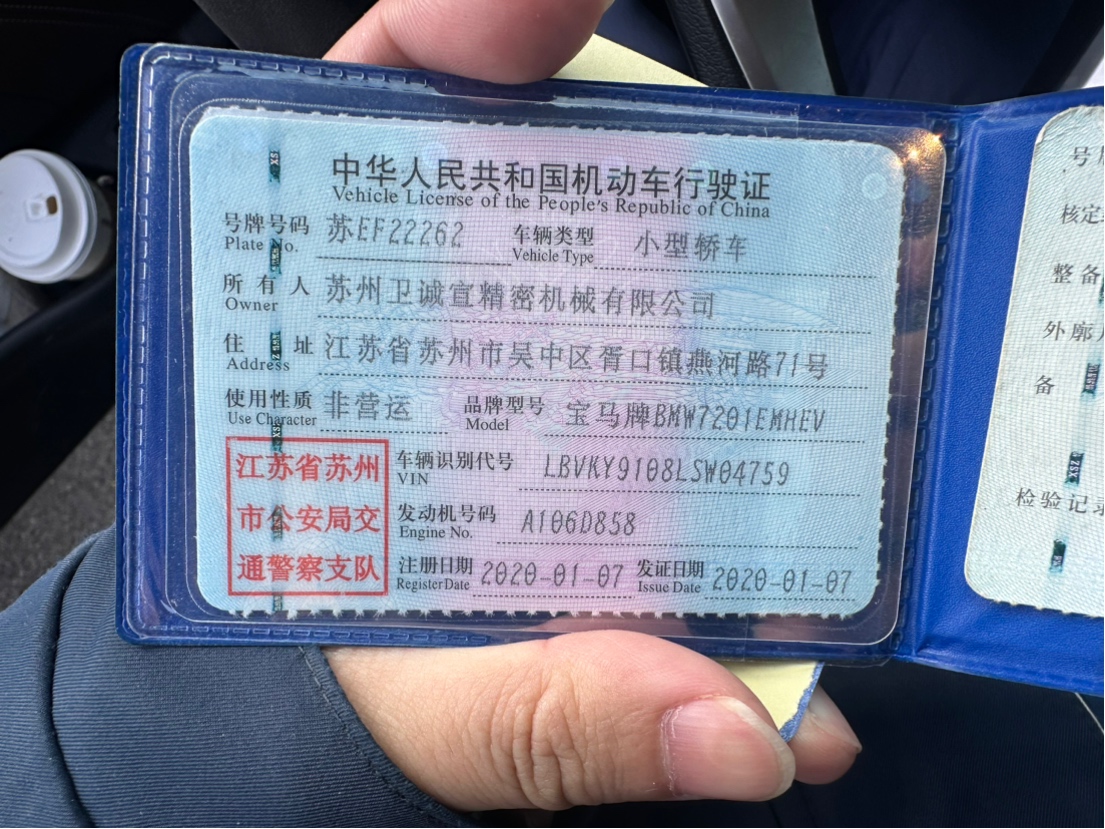 中华人民共和国机动车行驶证
Vehicle License of the People's Republic of China
号牌号码 苏EF22262 车辆类型 小型轿车
Plate No. Vehicle Type
所有人 苏州卫诚宣精密机械有限公司
Owner
住址 江苏省苏州市吴中区胥口镇燕河路71号
Address
使用性质 非营运 品牌型号 宝马牌BMW7201EMHEV
Use Character Model
江苏省苏州
市公安局交
通警察支队
车辆识别代号 LBVKY9108LSW04759
VIN
发动机号码 A106D858
Engine No.
注册日期 2020-01-07 发证日期 2020-01-07
Register Date Issue Date
号
核定
整备
外廓
备
检验记录